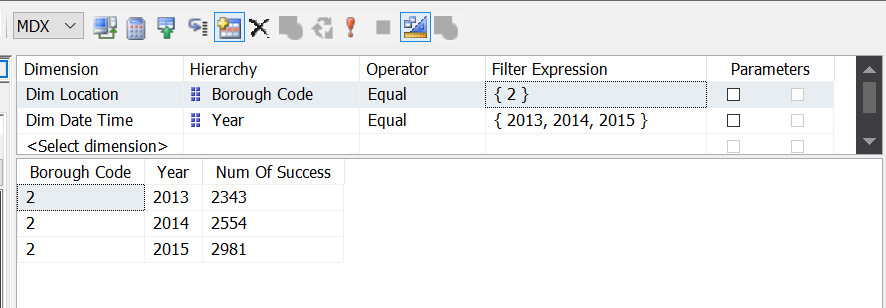 MDX
Dimension Hierarchy Operator Filter Expression Parameters
Dim Location Borough Code Equal { 2 }
Dim Date Time Year Equal { 2013, 2014, 2015 }
<Select dimension>
Borough Code Year Num Of Success
2 2013 2343
2 2014 2554
2 2015 2981